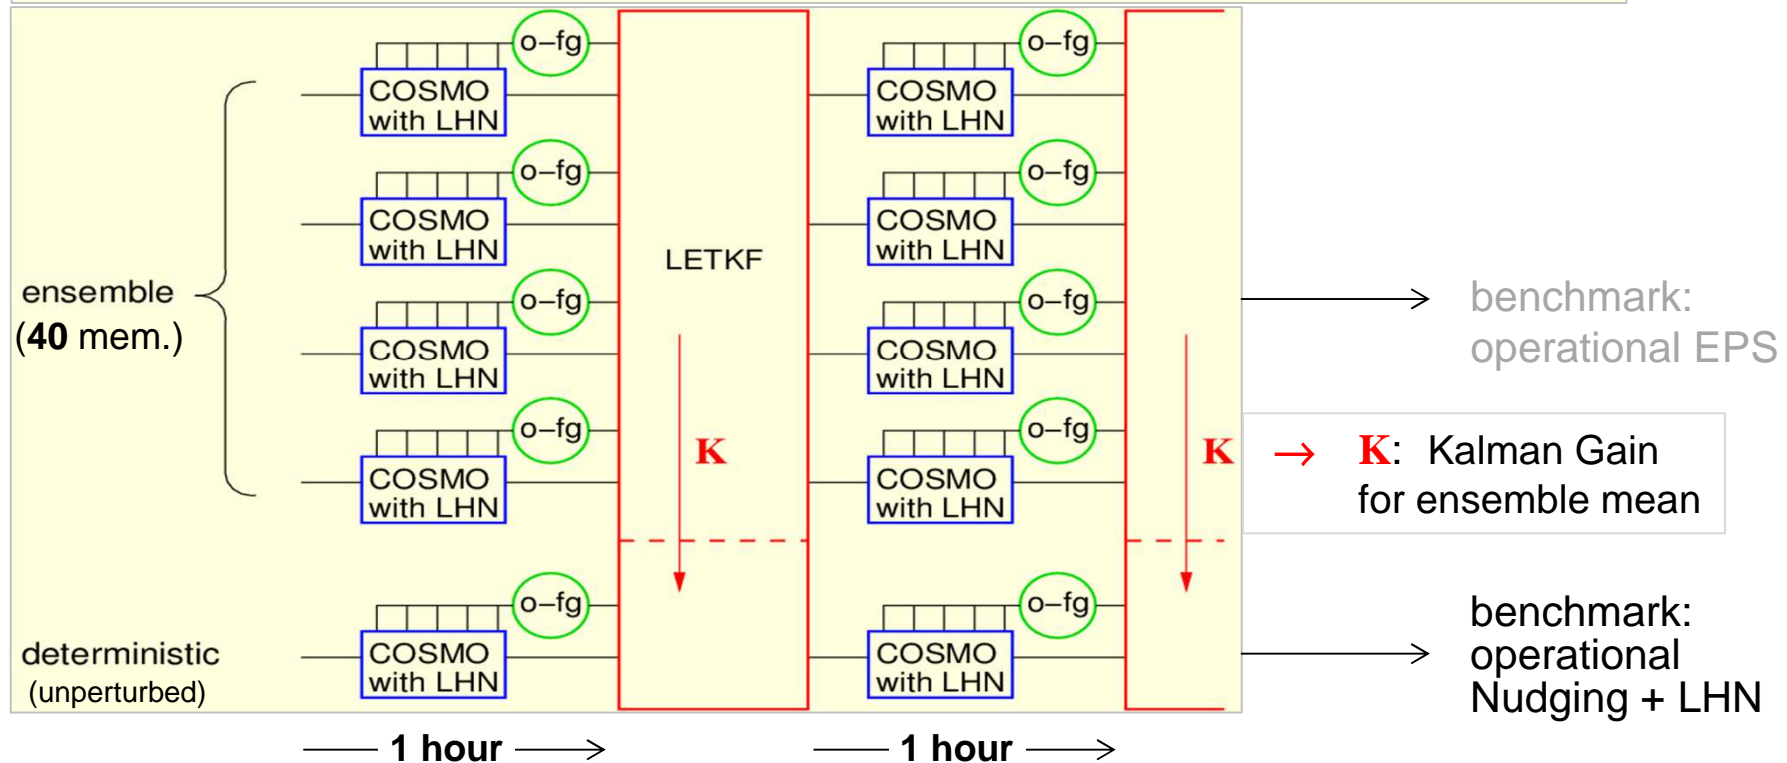 o–fg
o–fg
COSMO
with LHN
COSMO
with LHN
o–fg
o–fg
COSMO
with LHN
COSMO
with LHN
LETKF
ensemble
(40 mem.)
o–fg
o–fg
COSMO
with LHN
COSMO
with LHN
benchmark:
operational EPS
o–fg
o–fg
K
K
→ K: Kalman Gain
for ensemble mean
COSMO
with LHN
COSMO
with LHN
o–fg
o–fg
deterministic
(unperturbed)
COSMO
with LHN
COSMO
with LHN
benchmark:
operational
Nudging + LHN
1 hour
1 hour